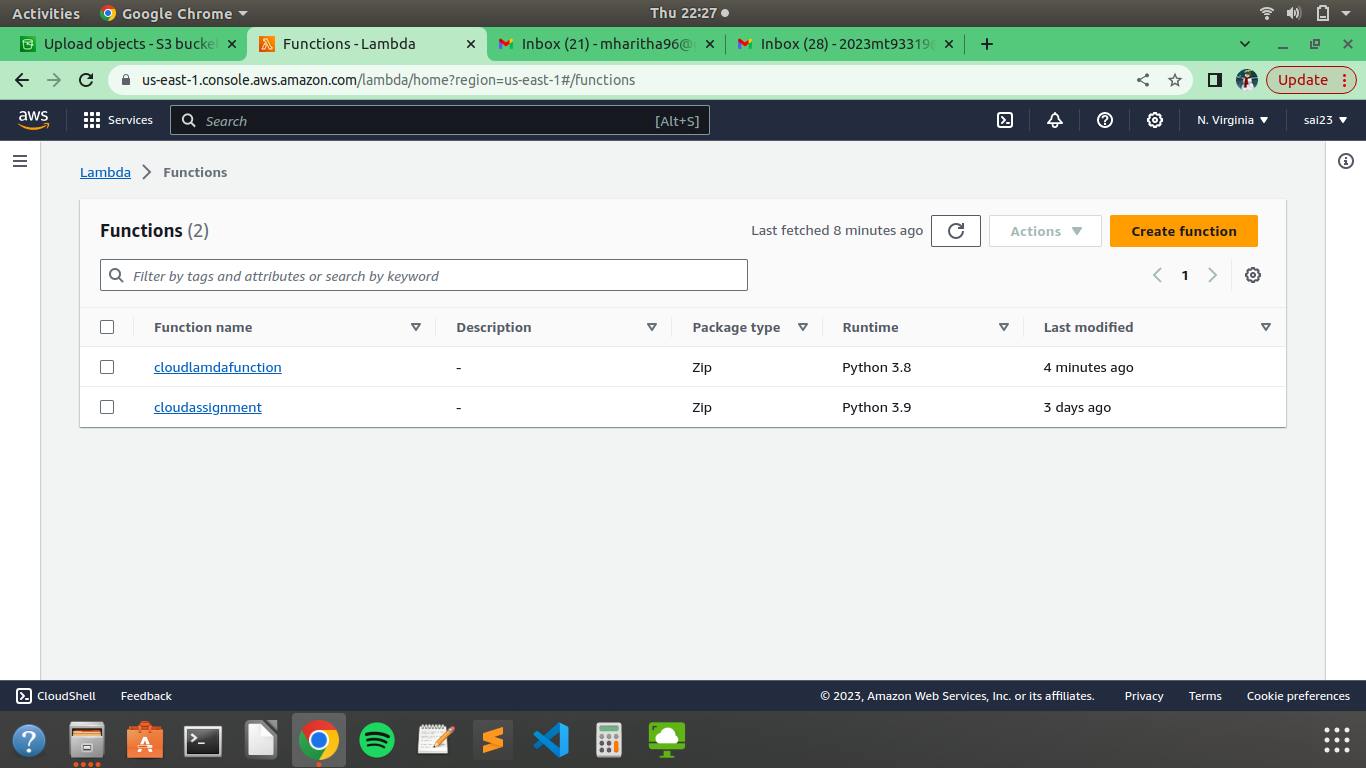 Activities Google Chrome Thu 22:27
Upload objects - S3 bucke Functions - Lambda Inbox (21) - mharitha96@ Inbox (28) - 2023mt93319
us-east-1.console.aws.amazon.com/lambda/home?region=us-east-1#/functions Update
aws Services Search [Alt+S] N. Virginia sai23
Lambda Functions
Functions (2) Last fetched 8 minutes ago Actions Create function
Filter by tags and attributes or search by keyword 1
Function name Description Package type Runtime Last modified
cloudlamdafunction - Zip Python 3.8 4 minutes ago
cloudassignment - Zip Python 3.9 3 days ago
CloudShell Feedback © 2023, Amazon Web Services, Inc. or its affiliates. Privacy Terms Cookie preferences